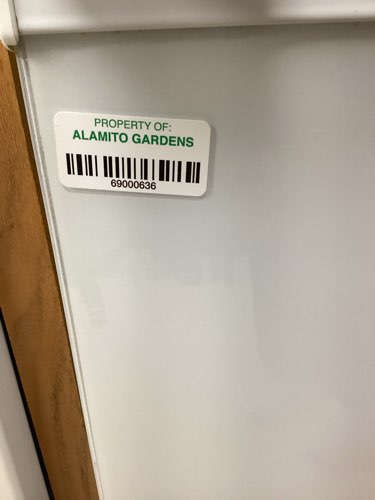 PROPERTY OF:
ALAMITO GARDENS
69000636